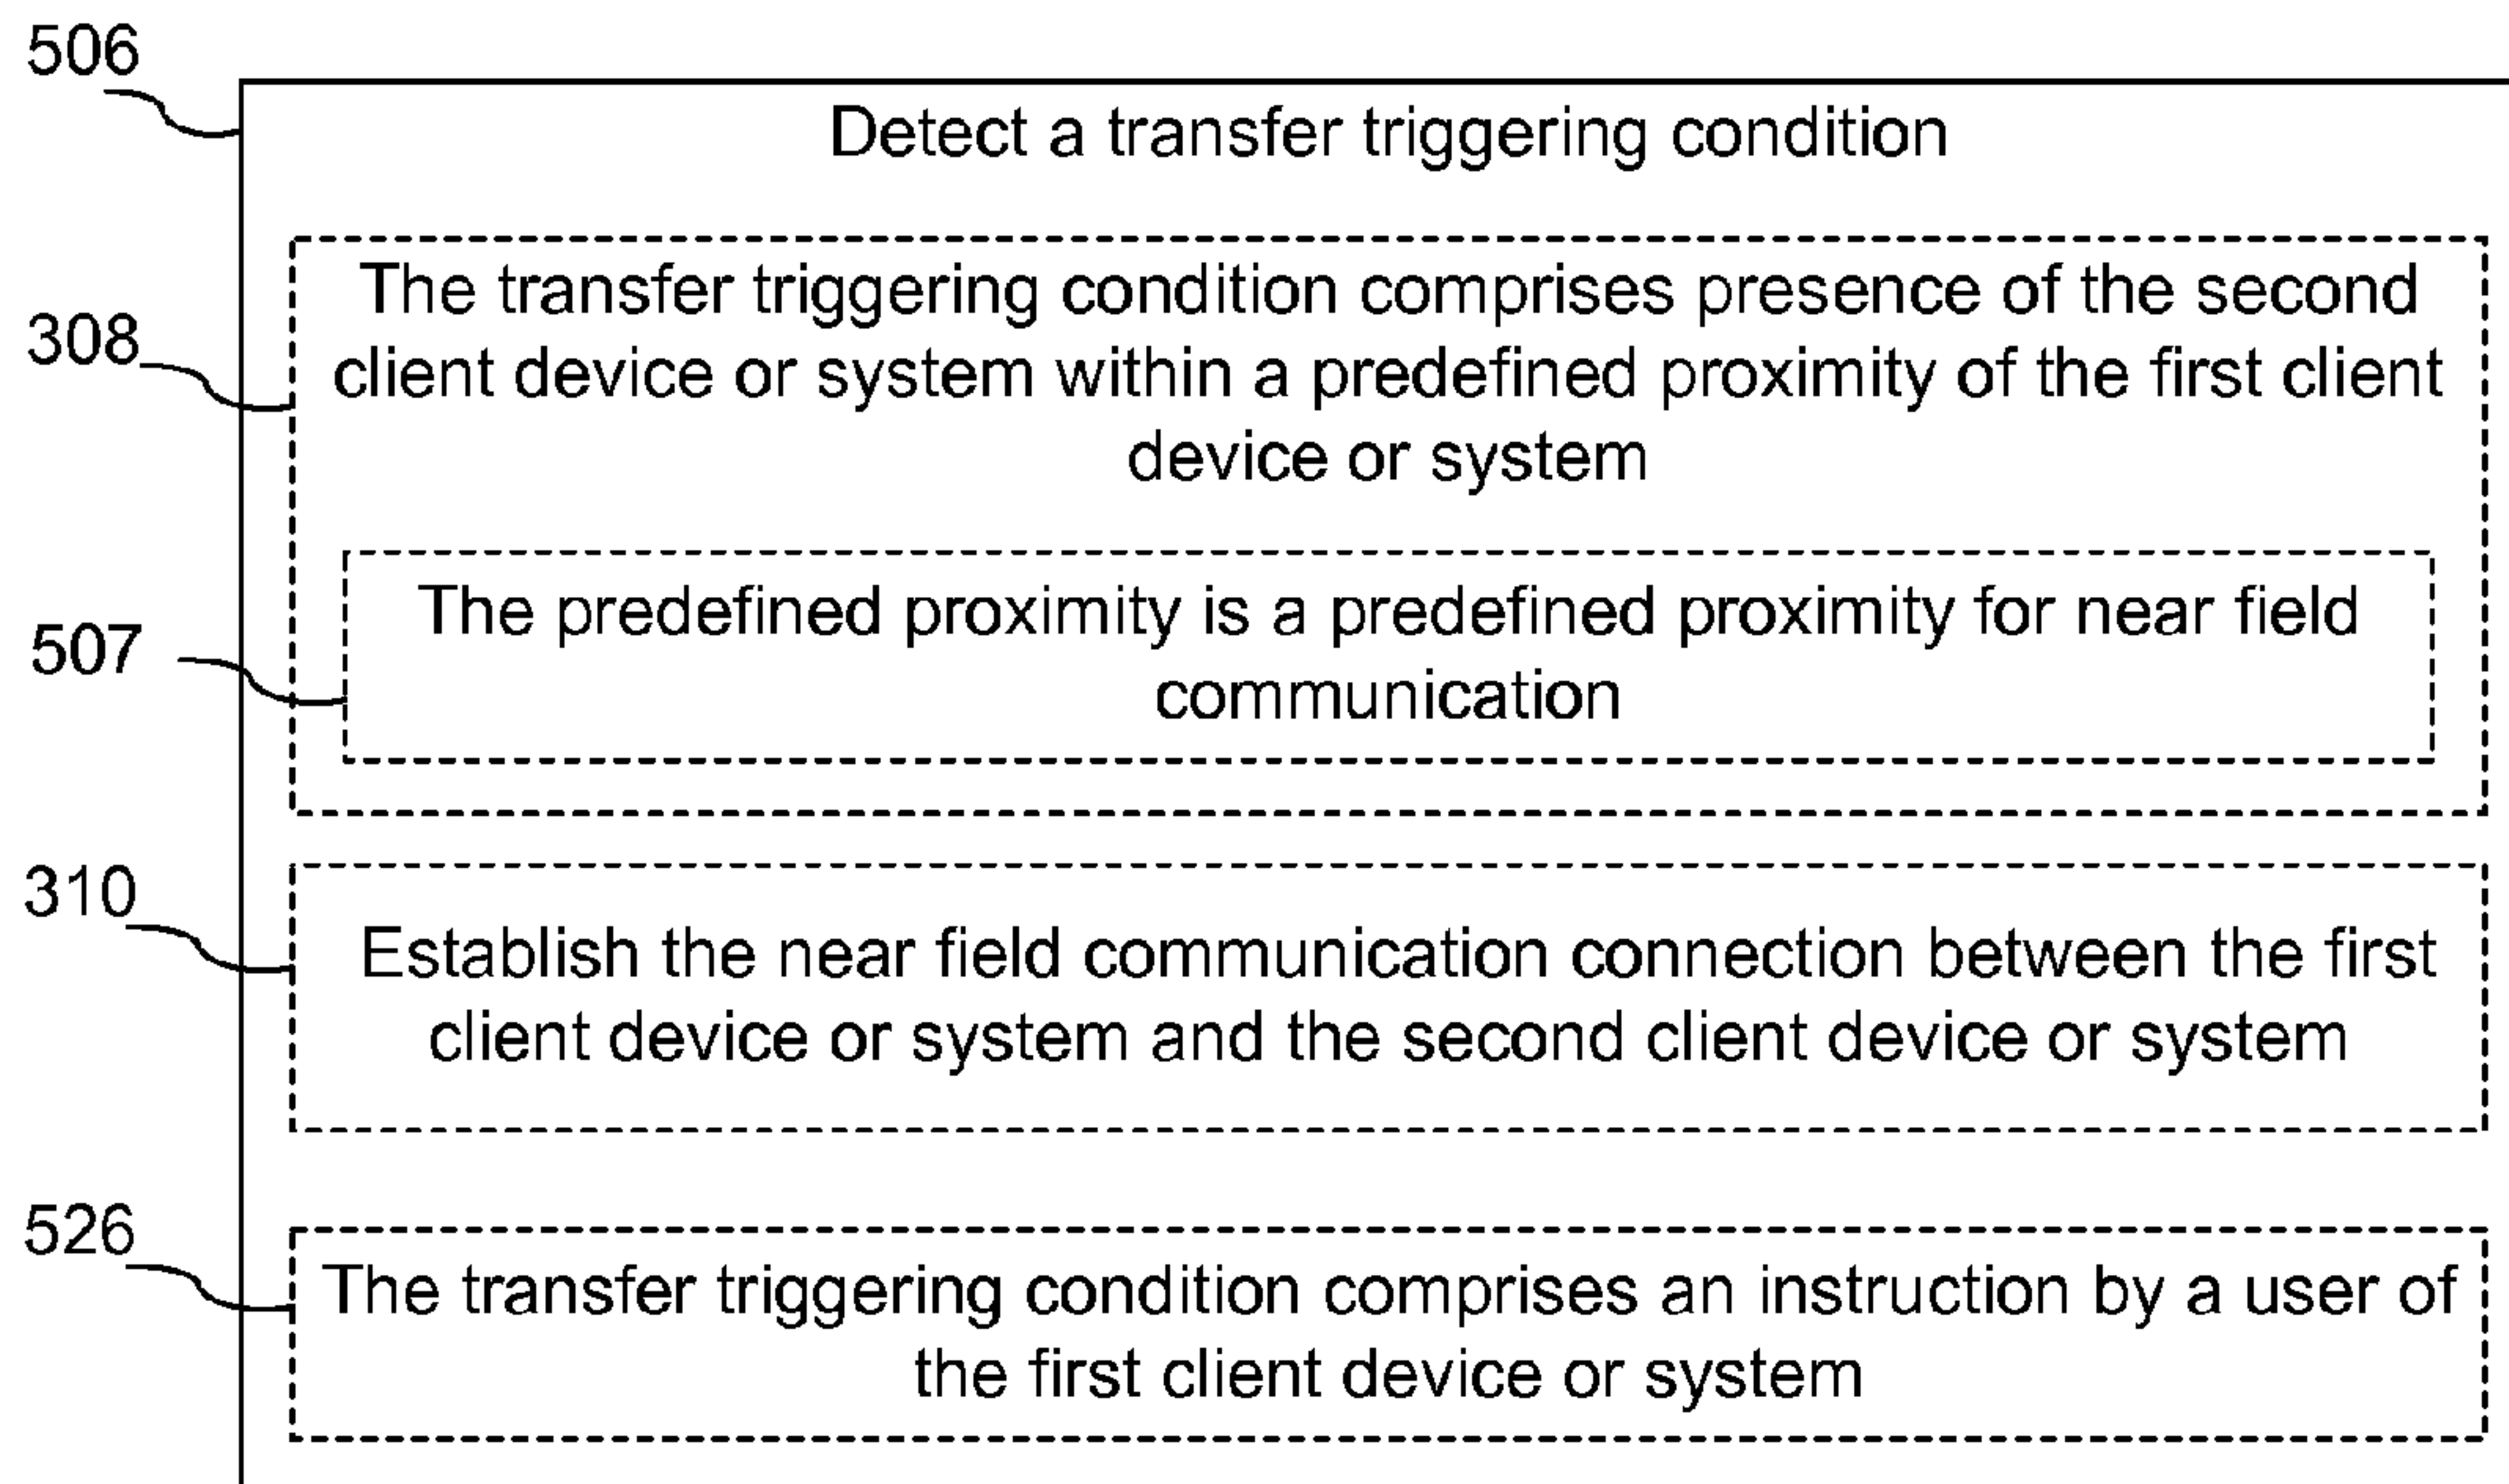 506
Detect a transfer triggering condition
The transfer triggering condition comprises presence of the second
308
client device or system within a predefined proximity of the first client
device or system
The predefined proximity is a predefined proximity for near field
507
communication
310
Establish the near field communication connection between the first
client device or system and the second client device or system
526
The transfer triggering condition comprises an instruction by a user of
the first client device or system